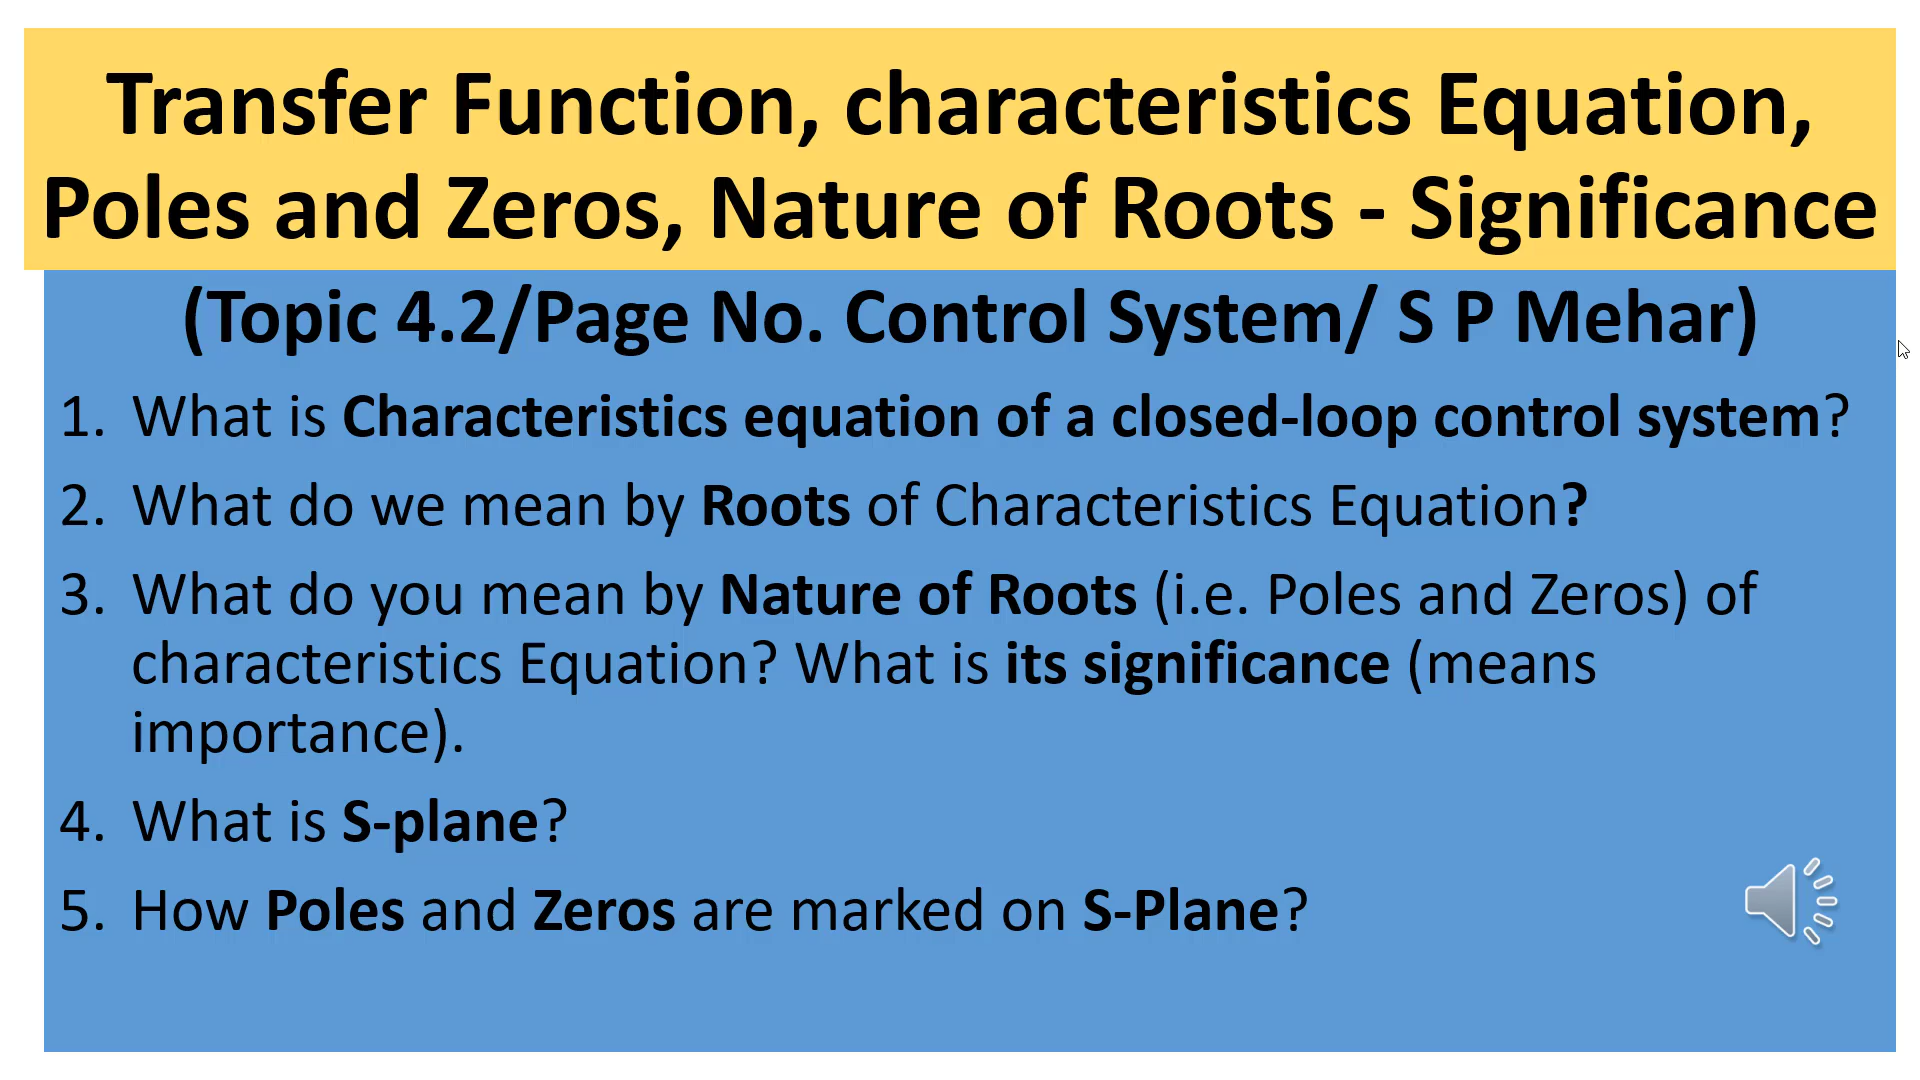 Transfer Function, characteristics Equation,
Poles and Zeros, Nature of Roots - Significance
(Topic 4.2/Page No. Control System/ S P Mehar)
1. What is Characteristics equation of a closed-loop control system?
2. What do we mean by Roots of Characteristics Equation?
3. What do you mean by Nature of Roots (i.e. Poles and Zeros) of
characteristics Equation? What is its significance (means
importance).
4. What is S-plane?
5. How Poles and Zeros are marked on S-Plane?